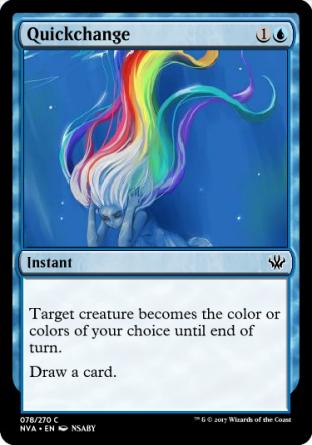 Quickchange 1
Instant
Target creature becomes the color or
colors of your choice until end of
turn.
Draw a card.
078/270 C
NVA • EN NSABY
™ & © 2017 Wizards of the Coast